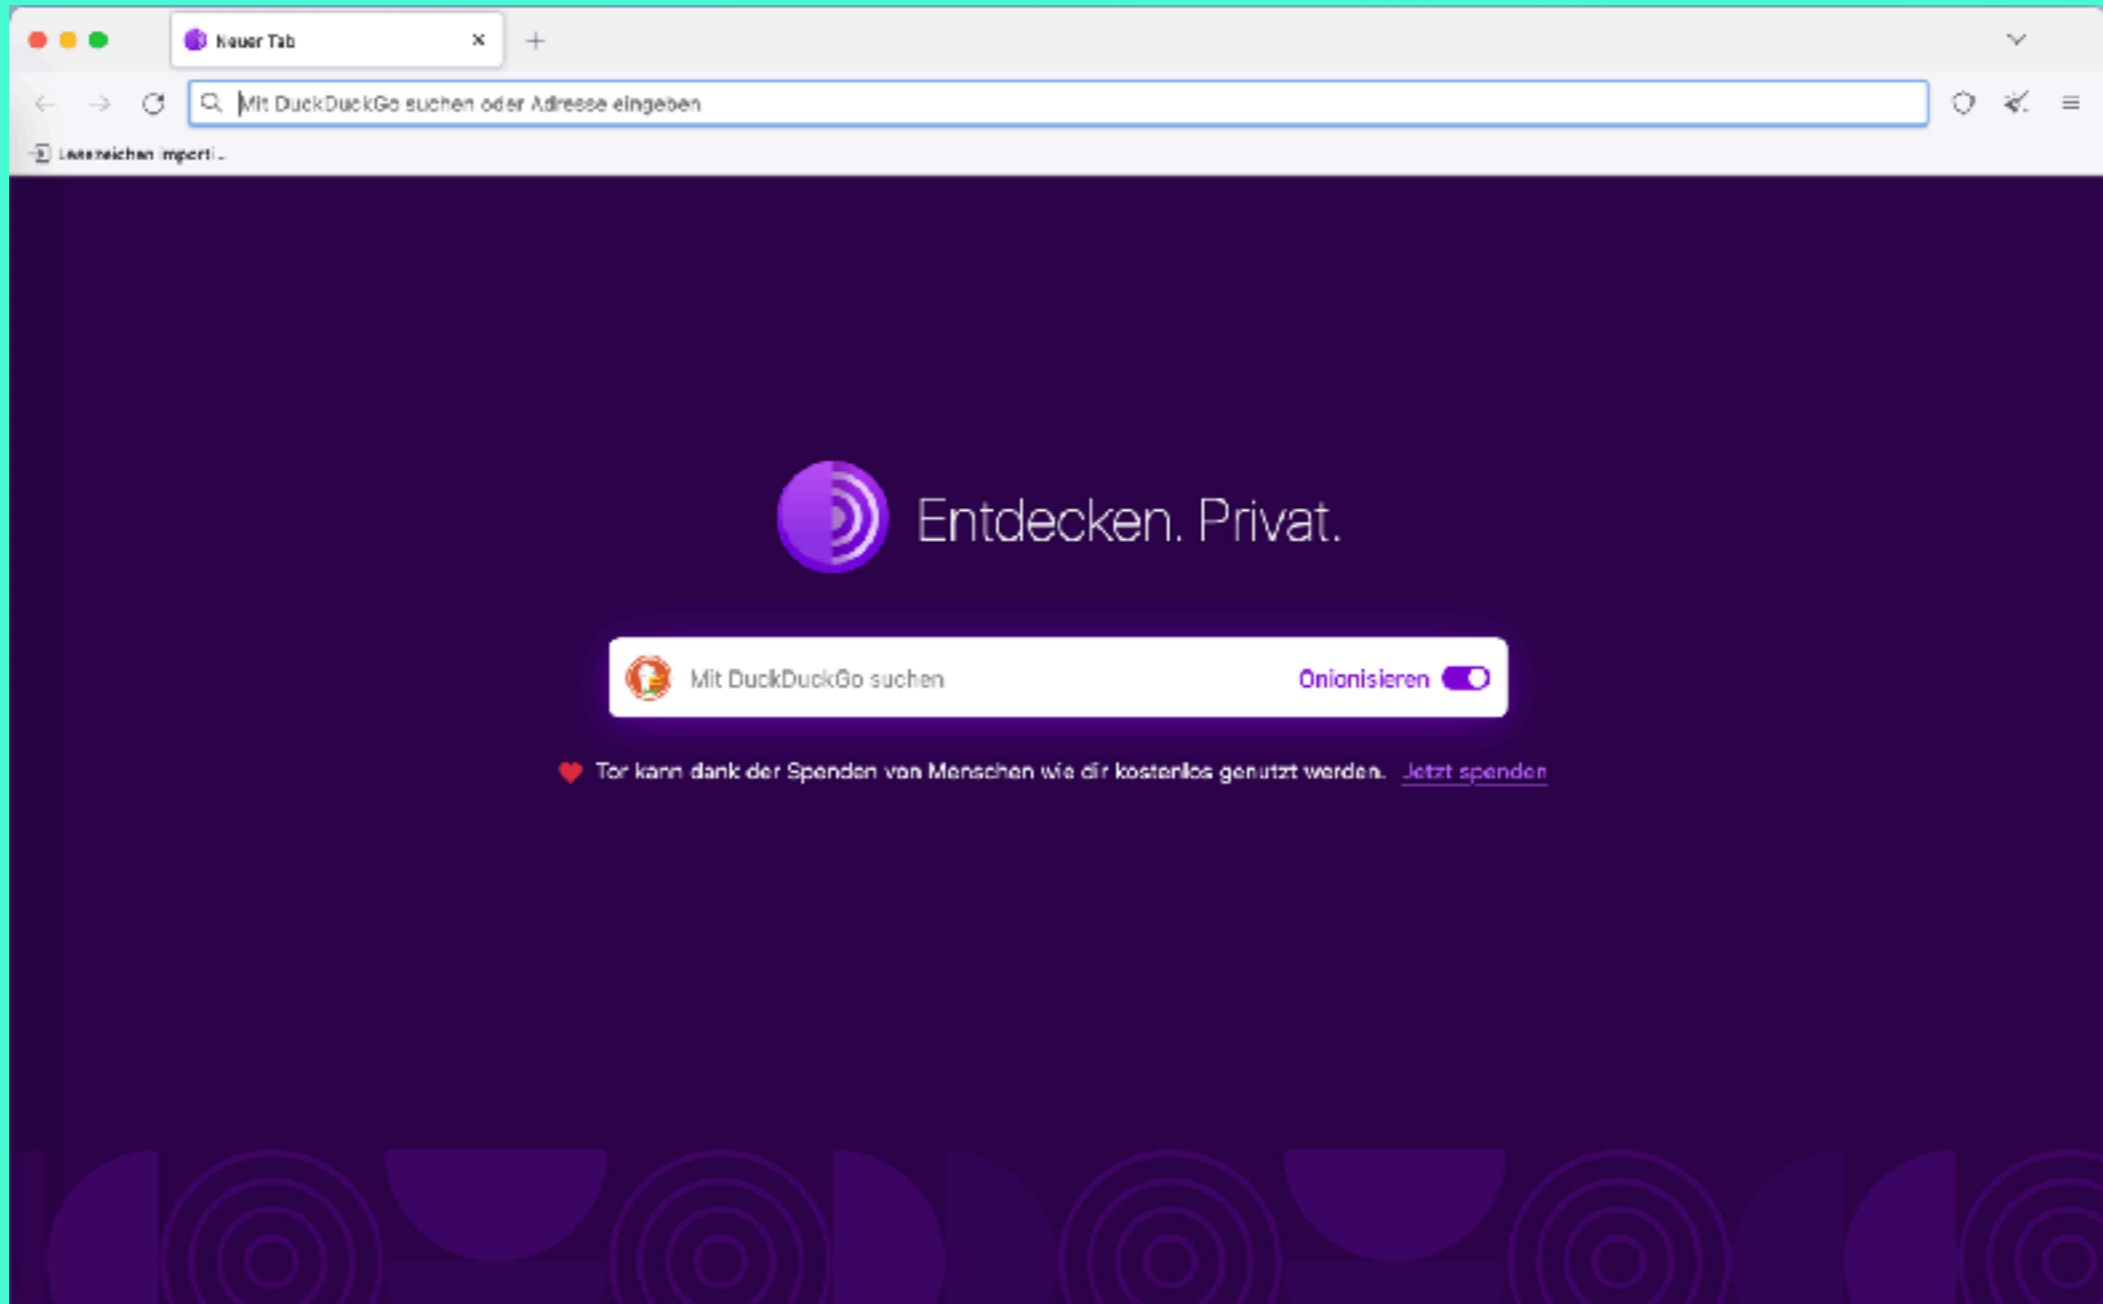 Neuer Tab
Mit DuckDuckGo suchen oder Adresse eingeben
Lesezeichen importi...
Entdecken. Privat.
Mit DuckDuckGo suchen Onionisieren
Tor kann dank der Spenden von Menschen wie dir kostenlos genutzt werden. Jetzt spenden